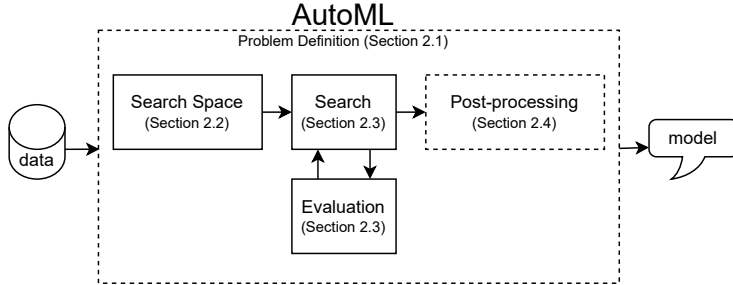 AutoML
Problem Definition (Section 2.1)
Search Space
(Section 2.2)
Search
(Section 2.3)
Post-processing
(Section 2.4)
data
model
Evaluation
(Section 2.3)